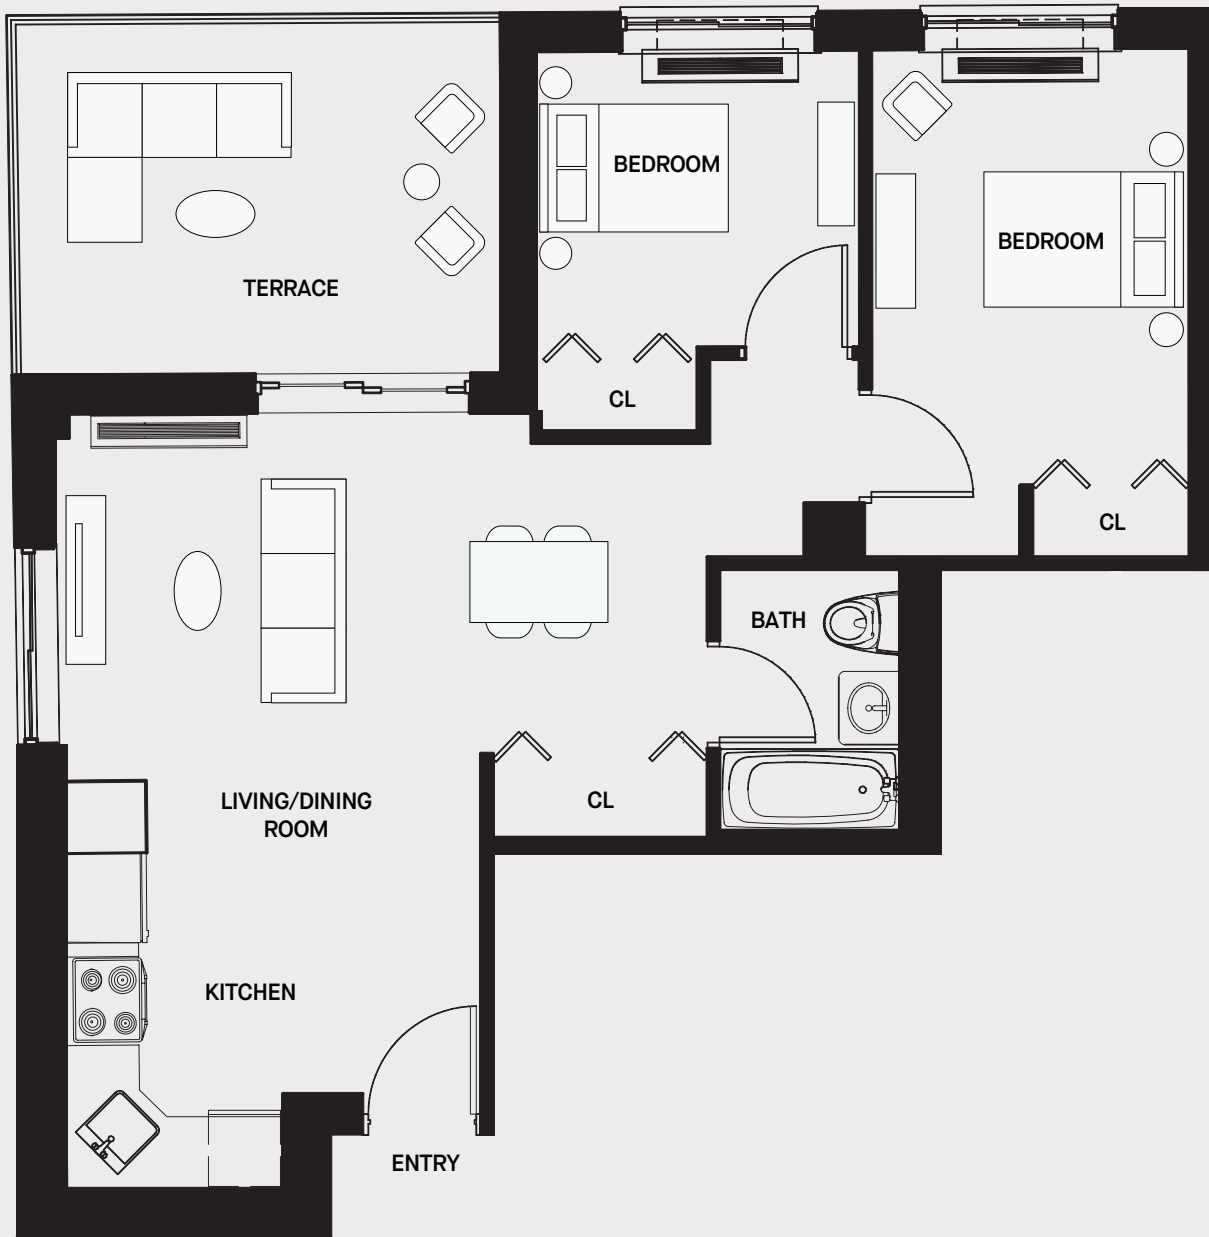 BEDROOM
BEDROOM
TERRACE
CL
CL
BATH
LIVING/DINING
ROOM
CL
KITCHEN
ENTRY